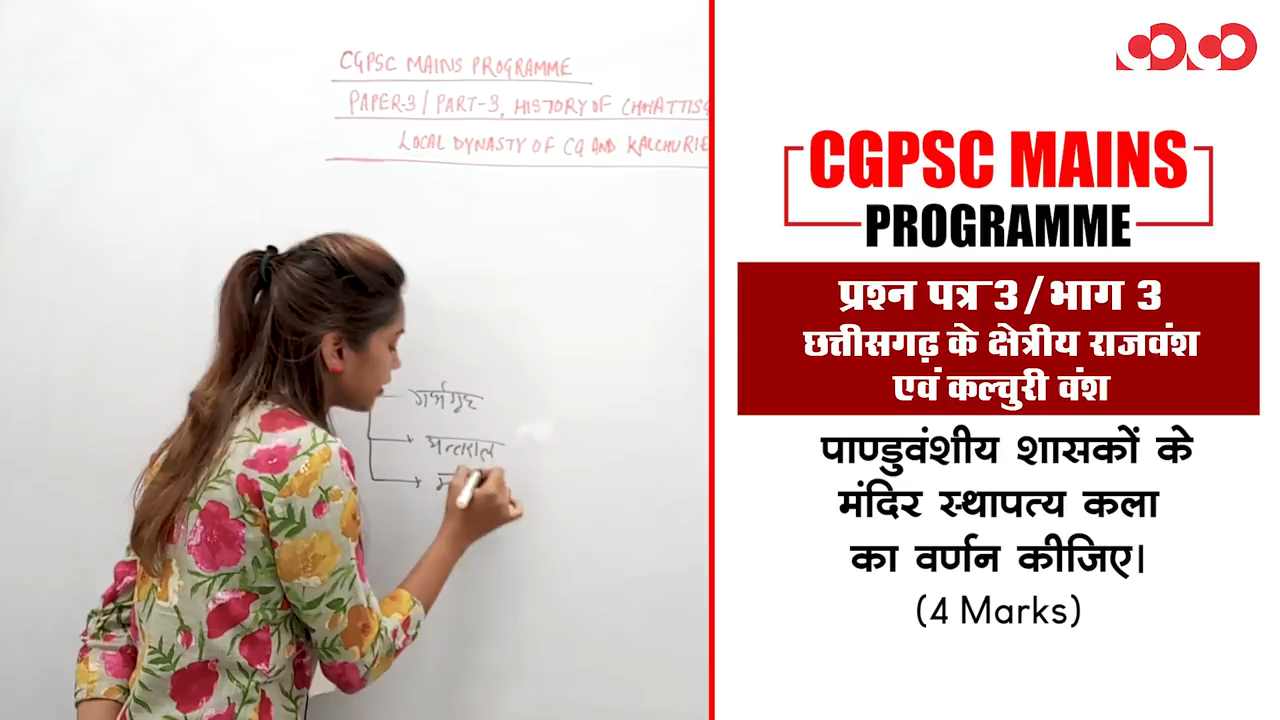 CGPSC MAINS PROGRAMME
PAPER-3/ PART-3, HISTORY OF CHHATTISG
LOCAL DYNASTY OF CG AND KALCHURIE
गर्भगृह
अन्तराल
CGPSC MAINS
PROGRAMME
प्रश्न पत्र-3/भाग 3
छत्तीसगढ़ के क्षेत्रीय राजवंश
एवं कल्चुरी वंश
पाण्डुवंशीय शासकों के
मंदिर स्थापत्य कला
का वर्णन कीजिए।
(4 Marks)